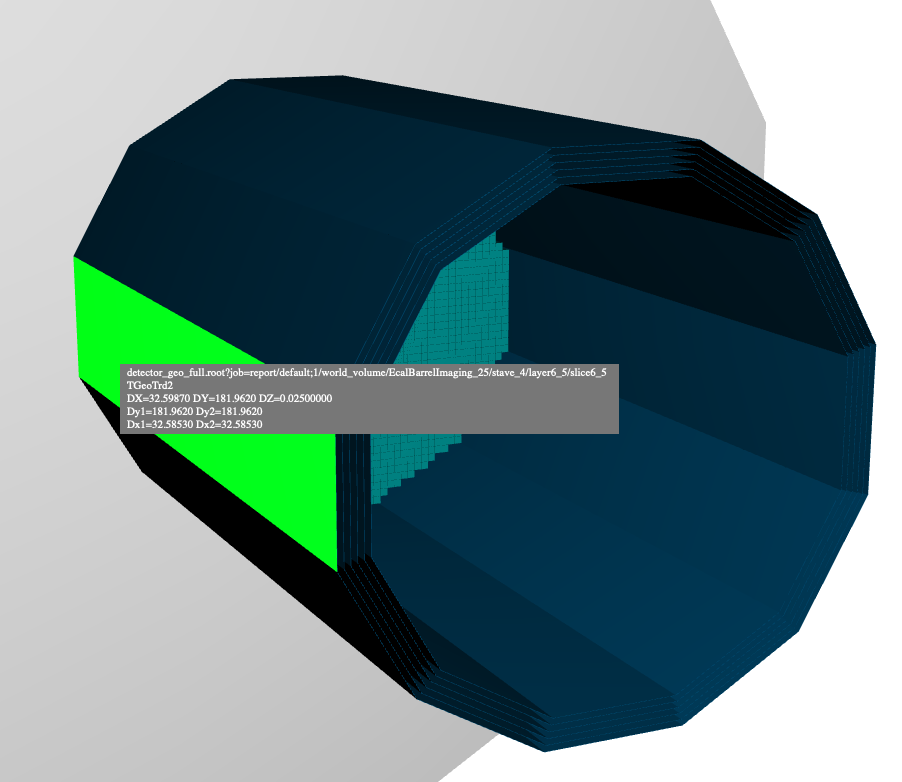 detector_geo_full.root?job=report/default;1/world_volume/EcalBarrelImaging_25/stave_4/layer6_5/slice6_5
TGeoTrd2
DX=32.59870 DY=181.9620 DZ=0.02500000
Dy1=181.9620 Dy2=181.9620
Dx1=32.58530 Dx2=32.58530